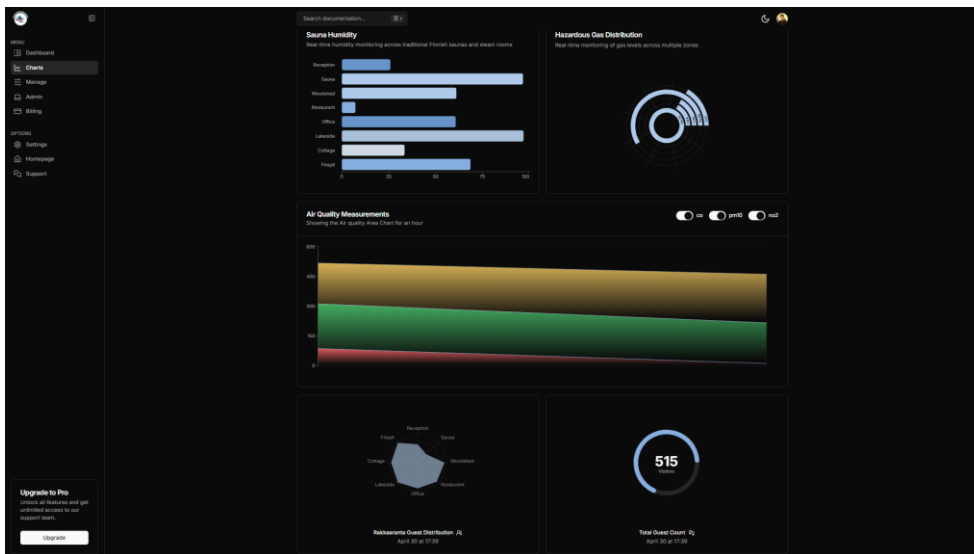 Search documentation...
⌘ K
MENU
Dashboard
Charts
Manage
Admin
Billing
OPTIONS
Settings
Homepage
Support
Upgrade to Pro
Unlock all features and get
unlimited access to our
support team.
Upgrade
Sauna Humidity
Real-time humidity monitoring across traditional Finnish saunas and steam rooms
Reception
Sauna
Woodshed
Restaurant
Office
Lakeside
Cottage
Firepit
0 25 50 75 100
Hazardous Gas Distribution
Real-time monitoring of gas levels across multiple zones
Air Quality Measurements
Showing the Air quality Area Chart for an hour
co pm10 no2
600
450
300
150
0
Reception
Firepit Sauna
Cottage Woodshed
Lakeside Restaurant
Office
Rakkaaranta Guest Distribution
April 30 at 17:39
515
Visitors
Total Guest Count
April 30 at 17:39